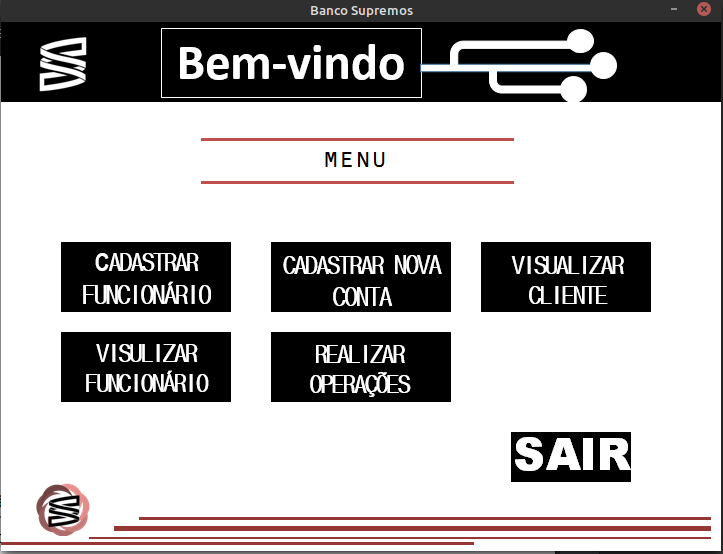 Banco Supremos
Bem-vindo
MENU
CADASTRAR
FUNCIONÁRIO
CADASTRAR NOVA
CONTA
VISUALIZAR
CLIENTE
VISULIZAR
FUNCIONÁRIO
REALIZAR
OPERAÇÕES
SAIR